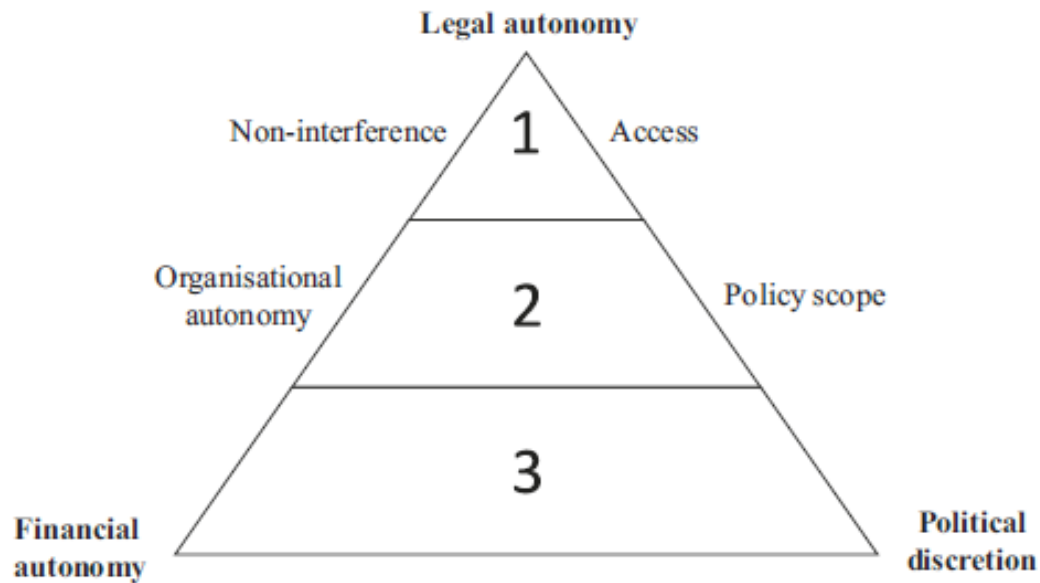 Legal autonomy
Non-interference
1
Access
Organisational
autonomy
2
Policy scope
3
Financial
autonomy
Political
discretion